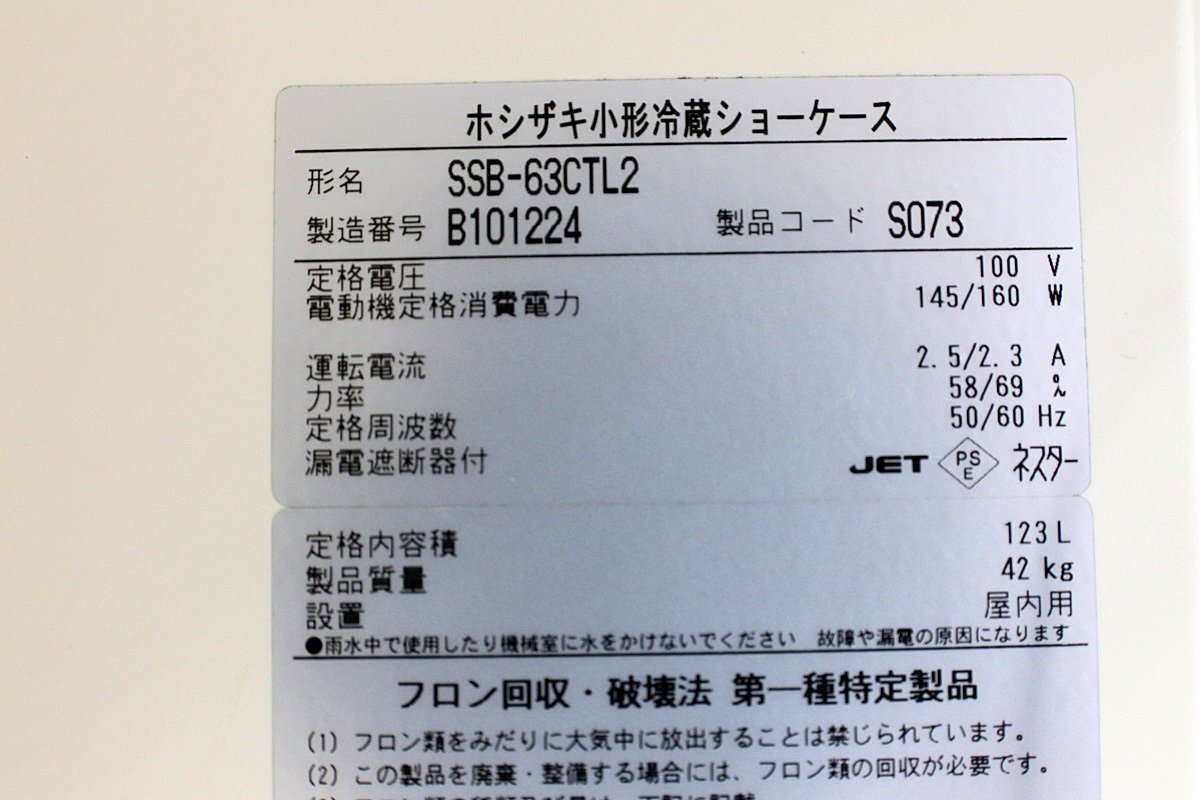 ホシザキ小形冷蔵ショーケース
形名 SSB-63CTL2
製造番号 B101224 製品コード S073
定格電圧 100 V
電動機定格消費電力 145/160 W
運転電流 2.5/2.3 A
力率 58/69 %
定格周波数 50/60 Hz
漏電遮断器付 JET PSE ネスター
定格内容積 123 L
製品質量 42 kg
設置 屋内用
●雨水中で使用したり機械室に水をかけないでください 故障や漏電の原因になります
フロン回収・破壊法 第一種特定製品
(1) フロン類をみだりに大気中に放出することは禁じられています。
(2) この製品を廃棄・整備する場合には、フロン類の回収が必要です。